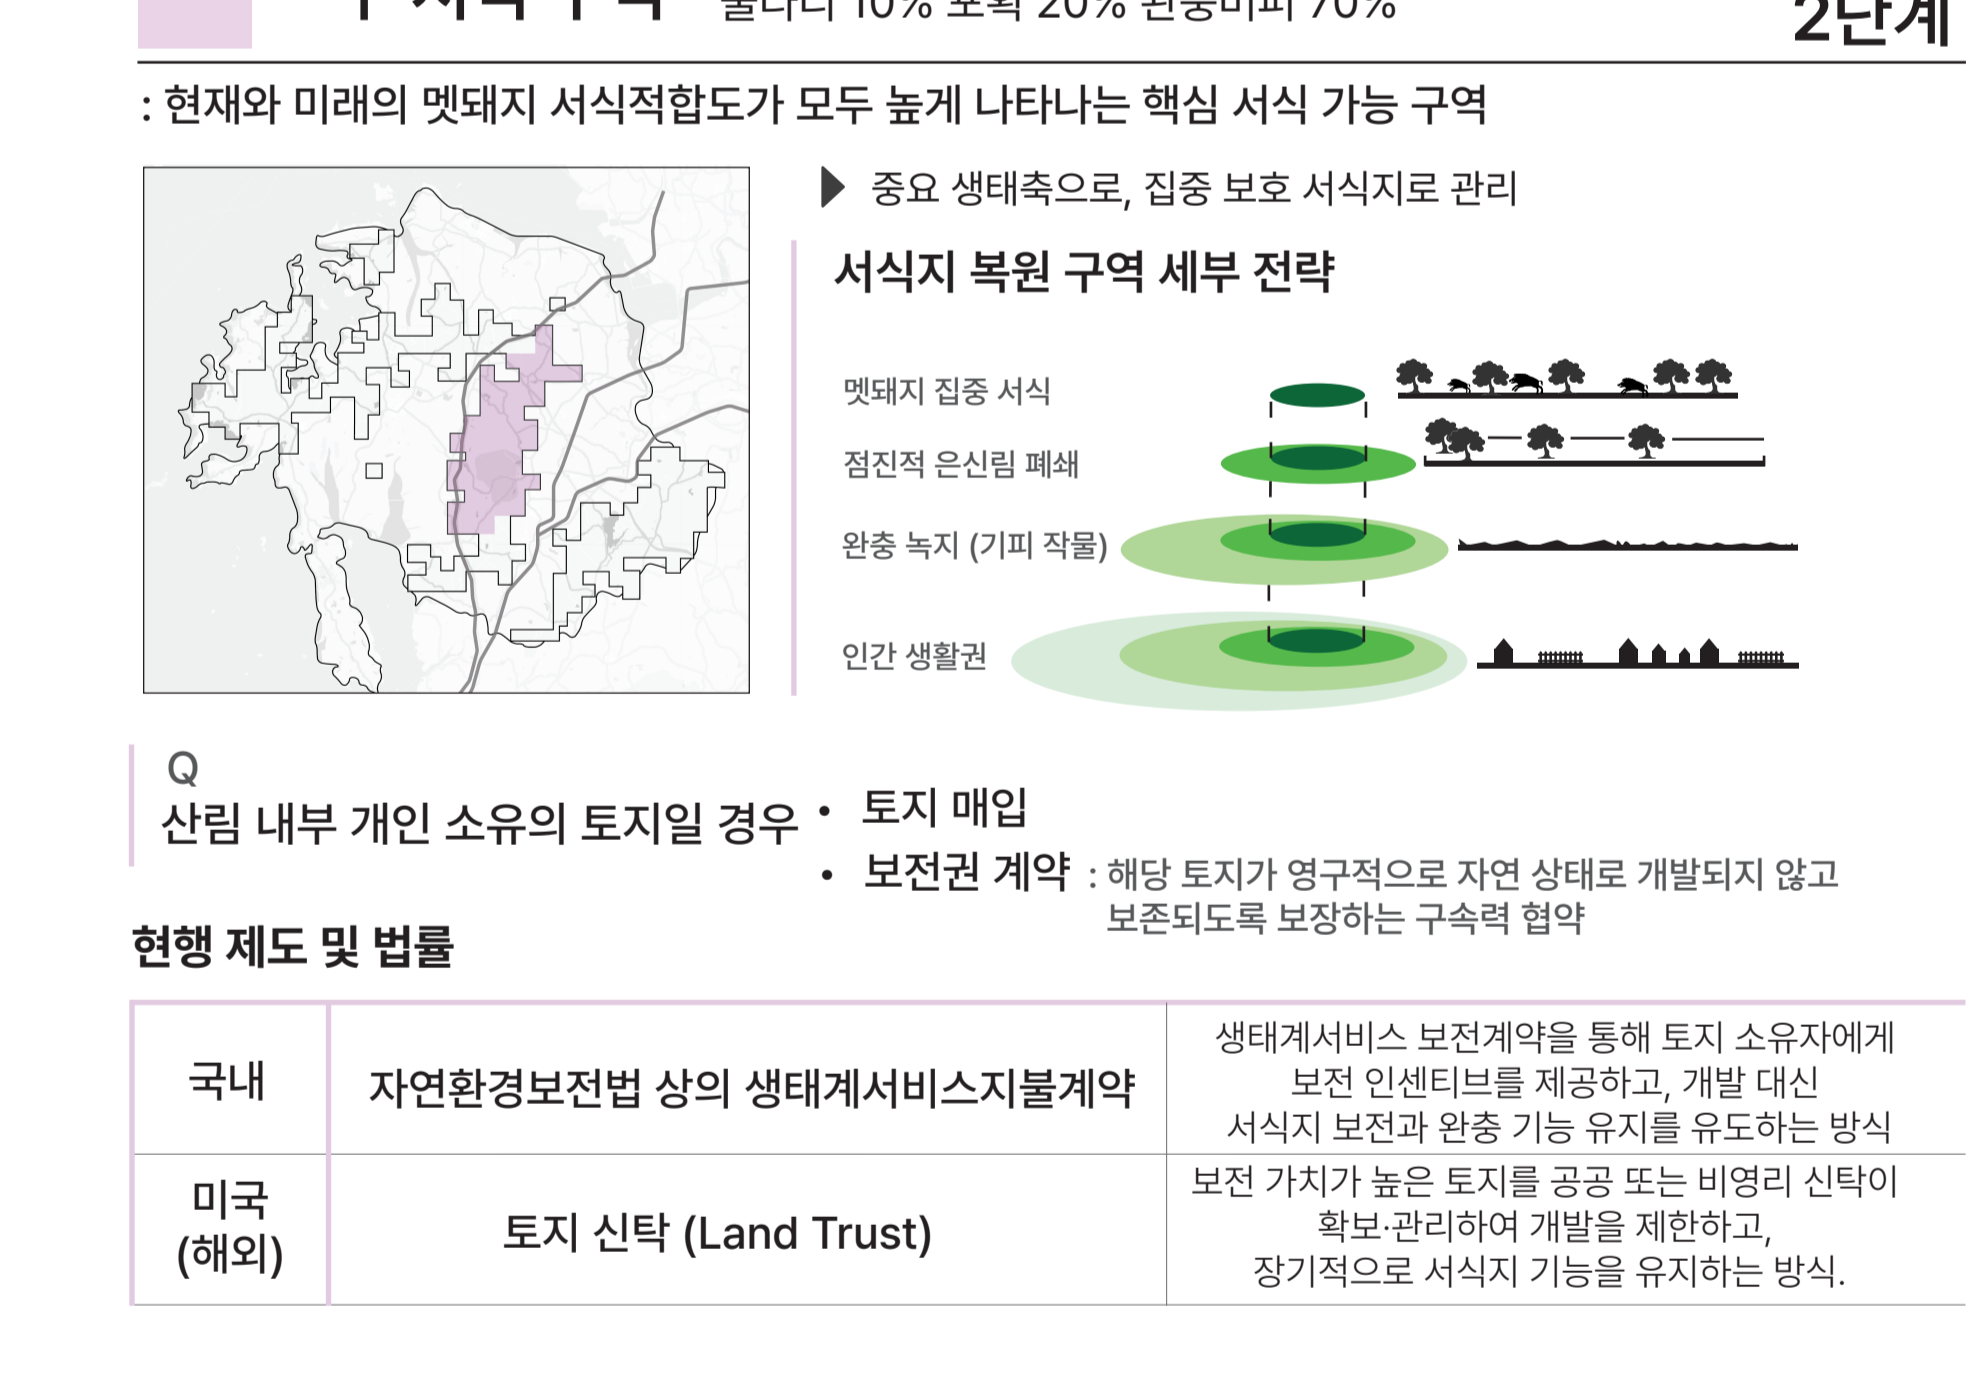 10% 포획 20% 완충미피 70%
2단계
: 현재와 미래의 멧돼지 서식적합도가 모두 높게 나타나는 핵심 서식 가능 구역
중요 생태축으로, 집중 보호 서식지로 관리
서식지 복원 구역 세부 전략
멧돼지 집중 서식
점진적 은신림 폐쇄
완충 녹지 (기피 작물)
인간 생활권
Q
산림 내부 개인 소유의 토지일 경우
• 토지 매입
• 보전권 계약 : 해당 토지가 영구적으로 자연 상태로 개발되지 않고
보존되도록 보장하는 구속력 협약
현행 제도 및 법률
국내
자연환경보전법 상의 생태계서비스지불계약
생태계서비스 보전계약을 통해 토지 소유자에게
보전 인센티브를 제공하고, 개발 대신
서식지 보전과 완충 기능 유지를 유도하는 방식
미국
(해외)
토지 신탁 (Land Trust)
보전 가치가 높은 토지를 공공 또는 비영리 신탁이
확보·관리하여 개발을 제한하고,
장기적으로 서식지 기능을 유지하는 방식.